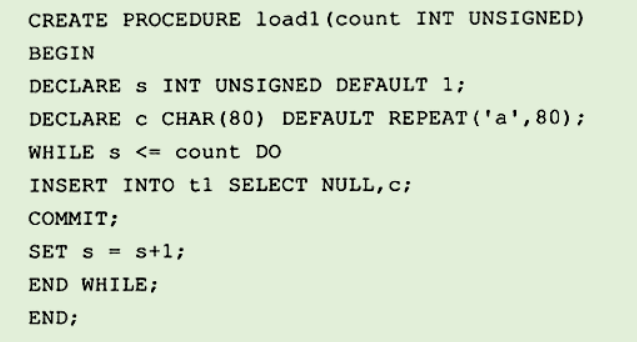 CREATE PROCEDURE load1(count INT UNSIGNED)
BEGIN
DECLARE s INT UNSIGNED DEFAULT 1;
DECLARE c CHAR(80) DEFAULT REPEAT('a',80);
WHILE s <= count DO
INSERT INTO t1 SELECT NULL,c;
COMMIT;
SET s = s+1;
END WHILE;
END;